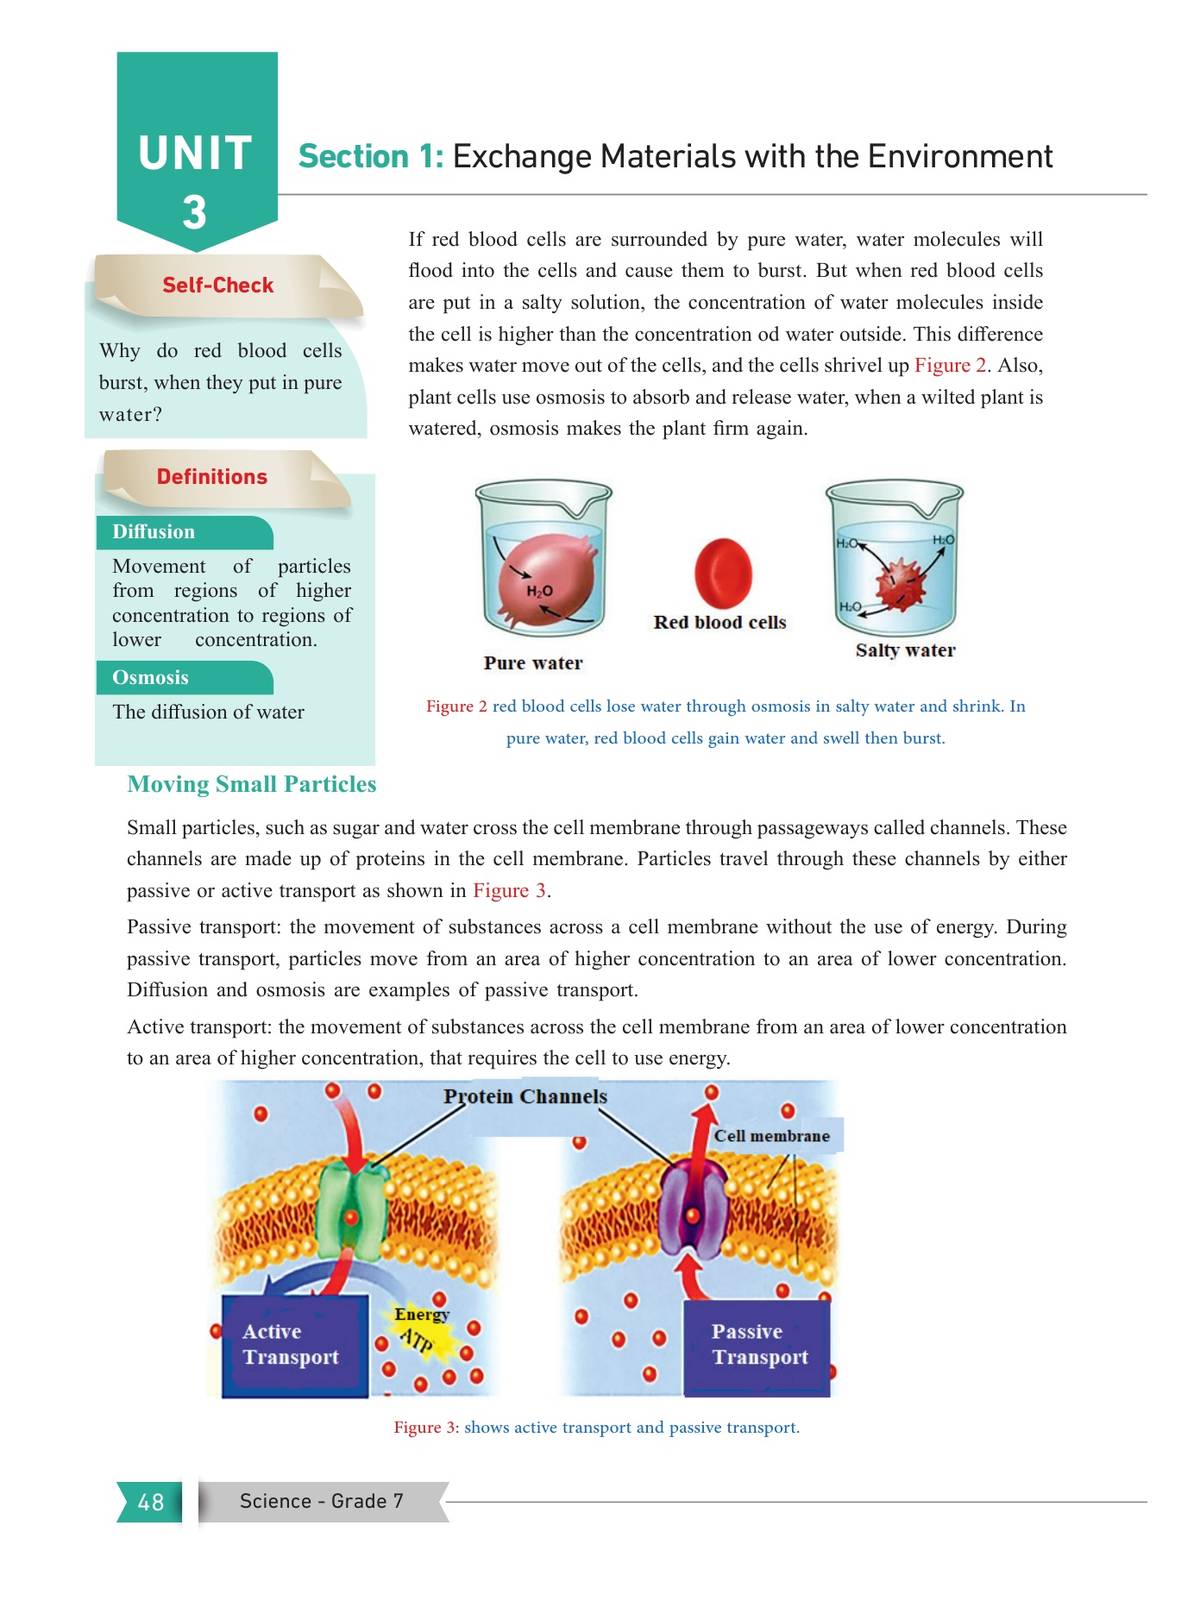 UNIT
3
Section 1: Exchange Materials with the Environment
Self-Check
Why do red blood cells
burst, when they put in pure
water?
Definitions
Diffusion
Movement of particles
from regions of higher
concentration to regions of
lower concentration.
Osmosis
The diffusion of water
If red blood cells are surrounded by pure water, water molecules will
flood into the cells and cause them to burst. But when red blood cells
are put in a salty solution, the concentration of water molecules inside
the cell is higher than the concentration od water outside. This difference
makes water move out of the cells, and the cells shrivel up Figure 2. Also,
plant cells use osmosis to absorb and release water, when a wilted plant is
watered, osmosis makes the plant firm again.
H₂O
Pure water
Red blood cells
H₂O
H₂O
H₂O
Salty water
Figure 2 red blood cells lose water through osmosis in salty water and shrink. In
pure water, red blood cells gain water and swell then burst.
Moving Small Particles
Small particles, such as sugar and water cross the cell membrane through passageways called channels. These
channels are made up of proteins in the cell membrane. Particles travel through these channels by either
passive or active transport as shown in Figure 3.
Passive transport: the movement of substances across a cell membrane without the use of energy. During
passive transport, particles move from an area of higher concentration to an area of lower concentration.
Diffusion and osmosis are examples of passive transport.
Active transport: the movement of substances across the cell membrane from an area of lower concentration
to an area of higher concentration, that requires the cell to use energy.
Protein Channels
Cell membrane
Energy
ATP
Active
Transport
Passive
Transport
Figure 3: shows active transport and passive transport.
48
Science - Grade 7